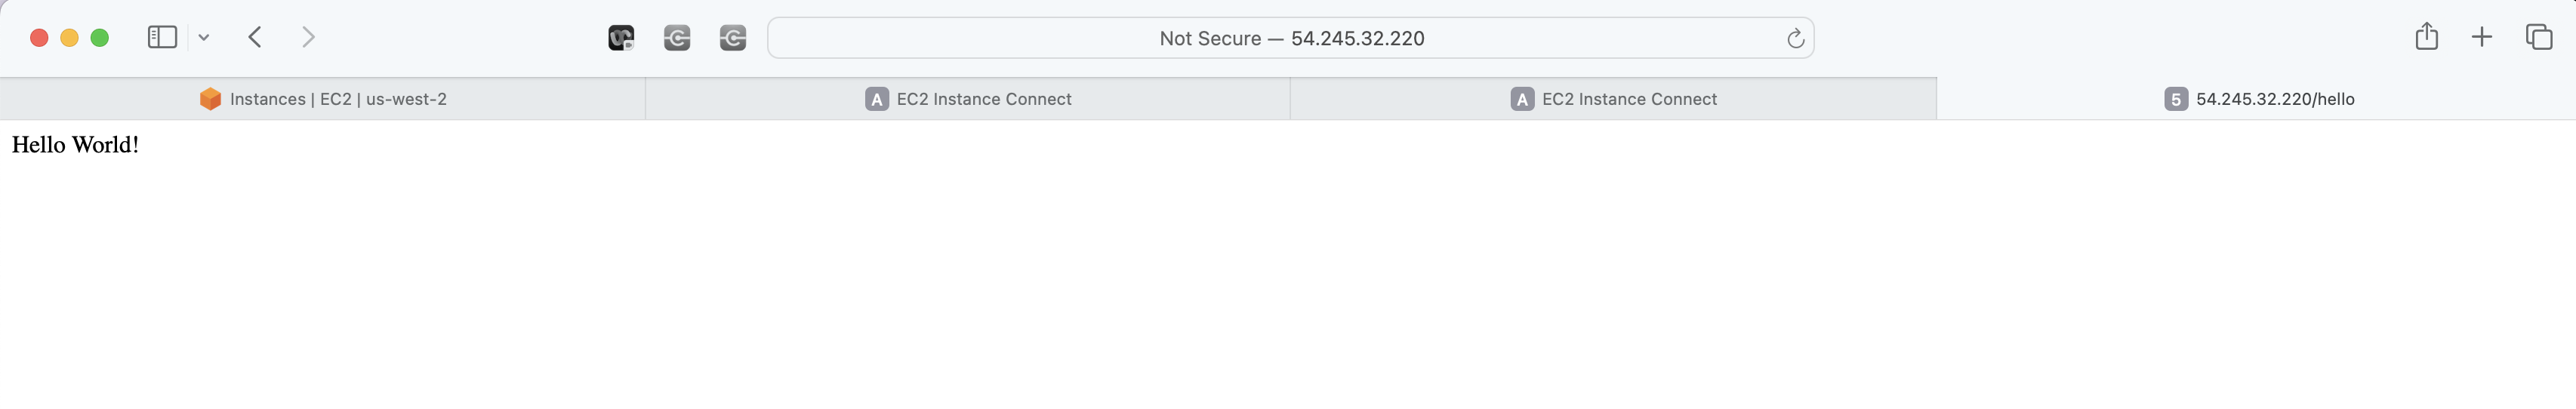 Not Secure — 54.245.32.220
Instances | EC2 | us-west-2
A EC2 Instance Connect
A EC2 Instance Connect
5 54.245.32.220/hello
Hello World!